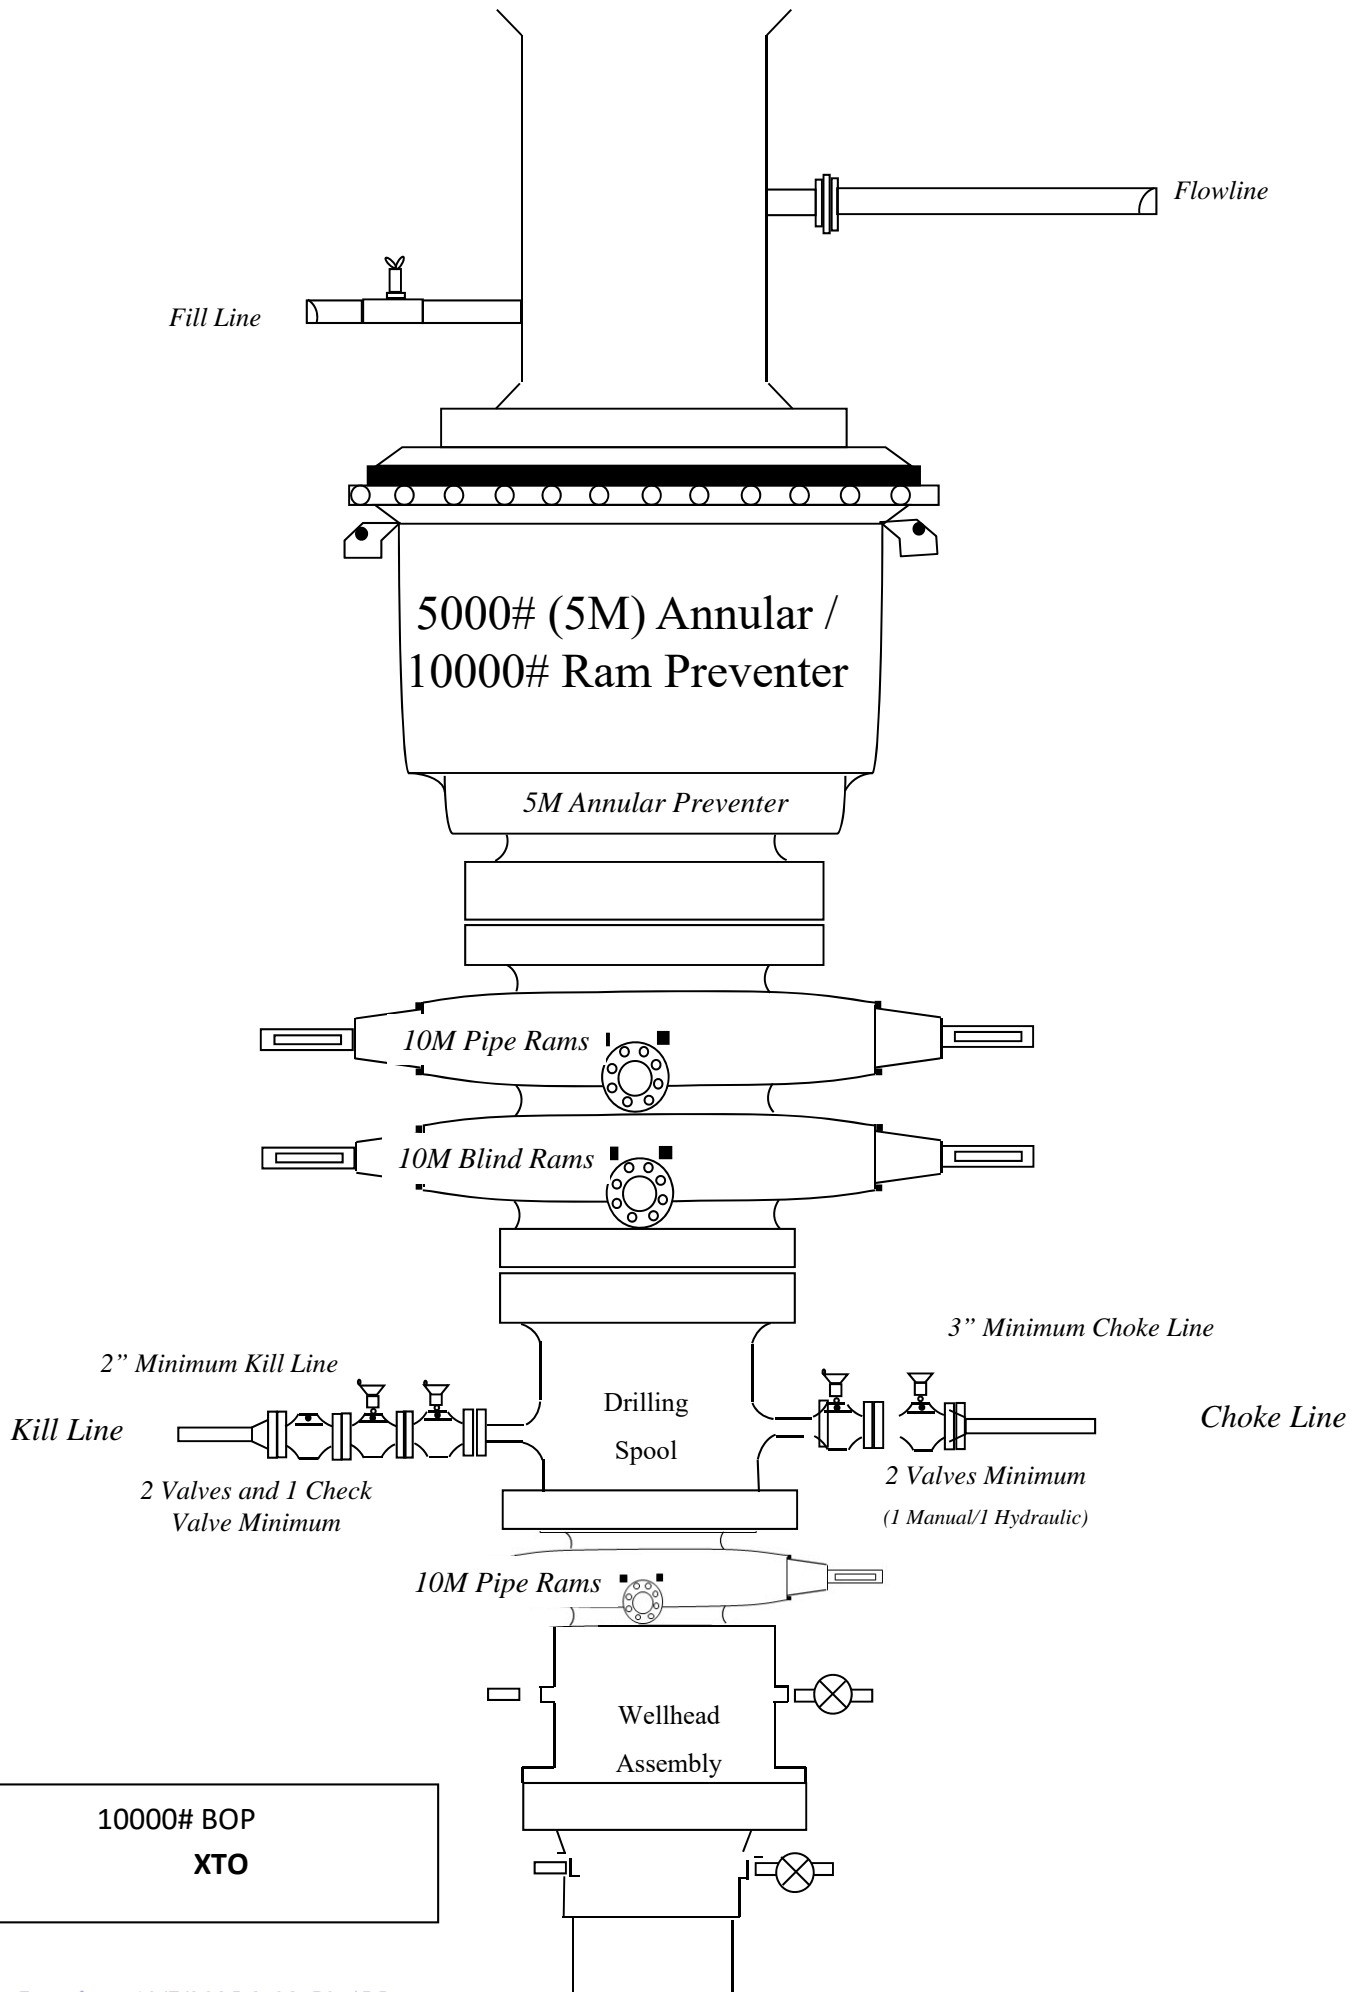 Flowline
Fill Line
5000# (5M) Annular /
10000# Ram Preventer
5M Annular Preventer
10M Pipe Rams
10M Blind Rams
3” Minimum Choke Line
2” Minimum Kill Line
Drilling
Spool
Kill Line
Choke Line
2 Valves and 1 Check
Valve Minimum
2 Valves Minimum
(1 Manual/1 Hydraulic)
10M Pipe Rams
Wellhead
Assembly
10000# BOP
XTO